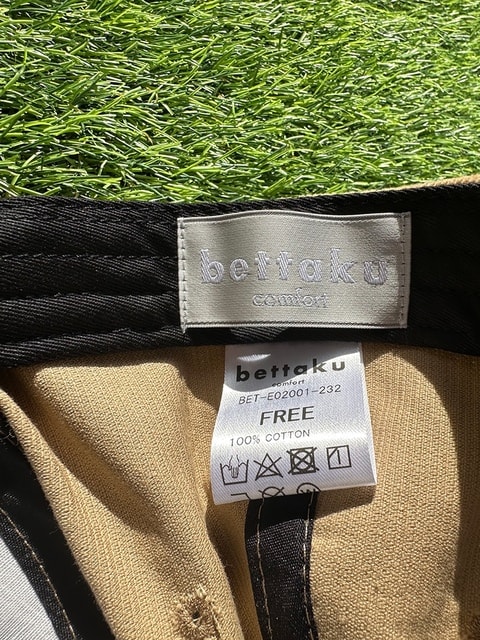 bettaku
comfort
bettaku
comfort
BET-E02001-232
FREE
100% COTTON